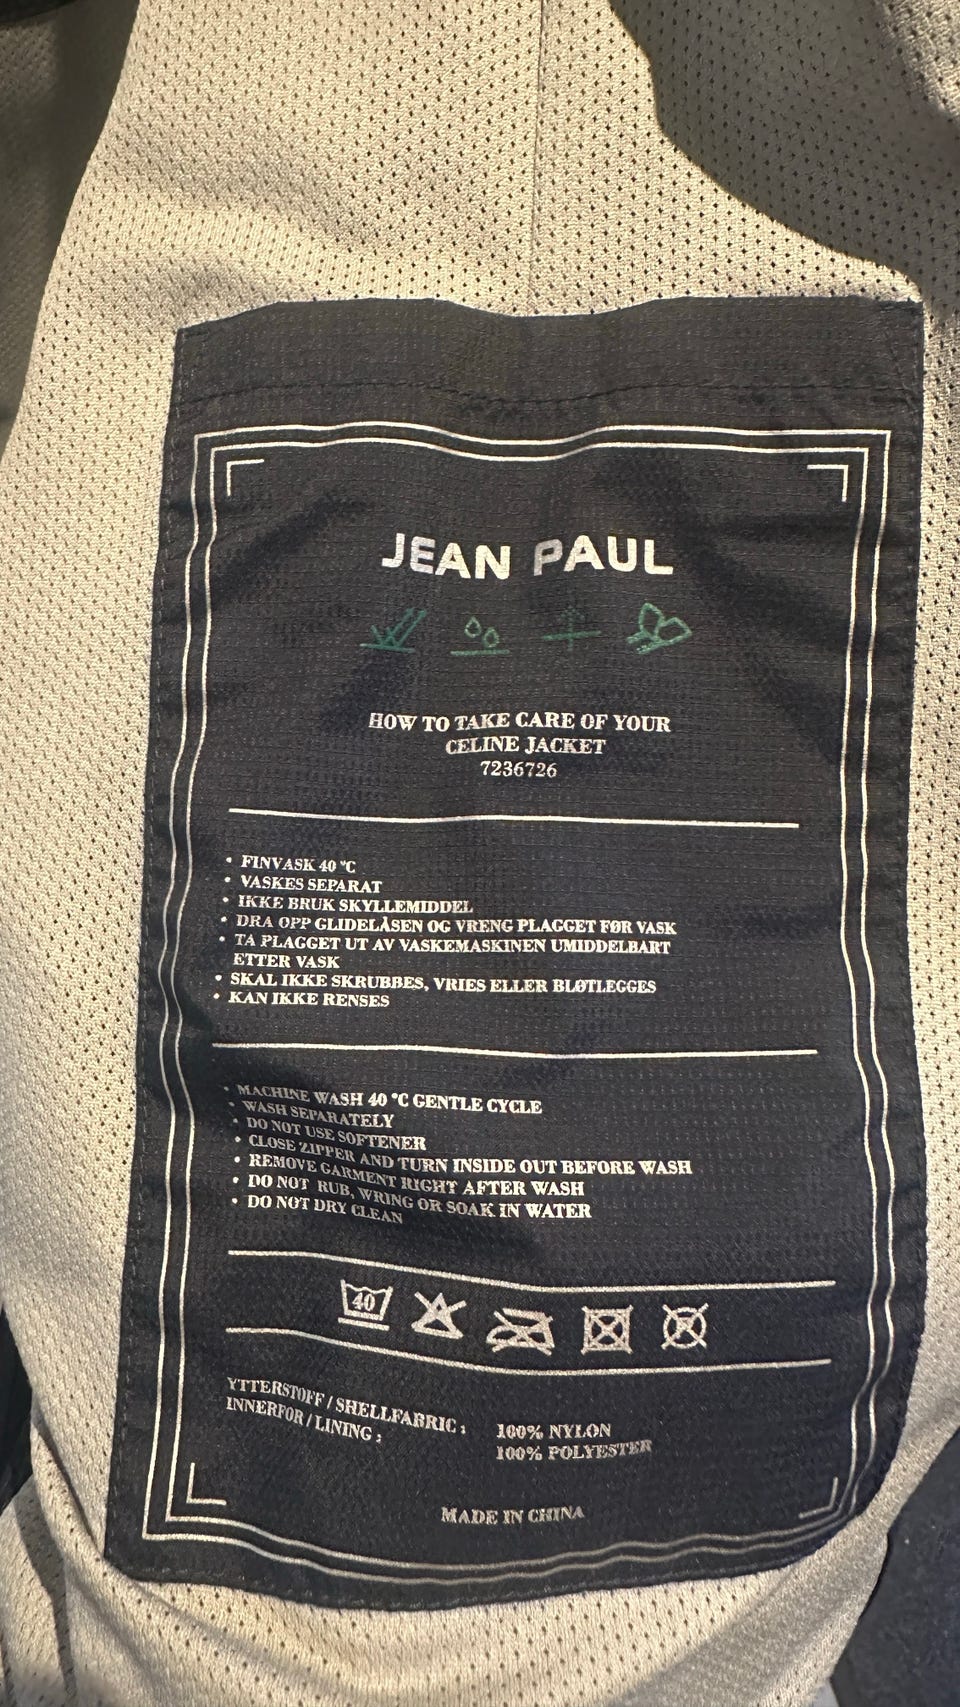 JEAN PAUL
HOW TO TAKE CARE OF YOUR
CELINE JACKET
7236726
• FINVASK 40 °C
• VASKES SEPARAT
• IKKE BRUK SKYLLEMIDDEL
• DRA OPP GLIDELÅSEN OG VRENG PLAGGET FØR VASK
• TA PLAGGET UT AV VASKEMASKINEN UMIDDELBART
ETTER VASK
• SKAL IKKE SKRUBBES, VRIES ELLER BLØTLEGGES
• KAN IKKE RENSES
• MACHINE WASH 40 °C GENTLE CYCLE
• WASH SEPARATELY
• DO NOT USE SOFTENER
• CLOSE ZIPPER AND TURN INSIDE OUT BEFORE WASH
• REMOVE GARMENT RIGHT AFTER WASH
• DO NOT RUB, WRING OR SOAK IN WATER
• DO NOT DRY CLEAN
40
YTTERSTOFF / SHELLFABRIC : 100% NYLON
INNERFOR / LINING : 100% POLYESTER
MADE IN CHINA